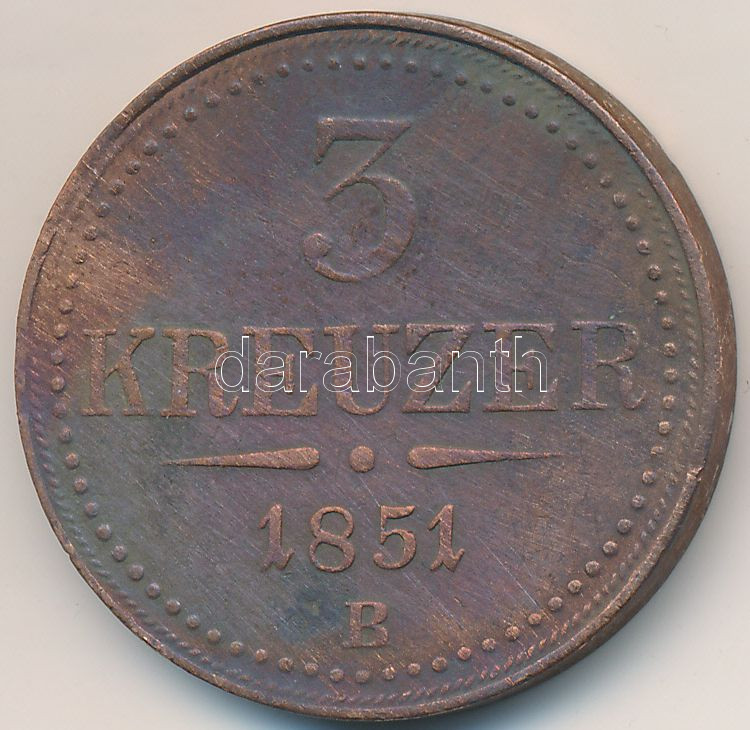 3
KREUZER
darabanth
1851
B